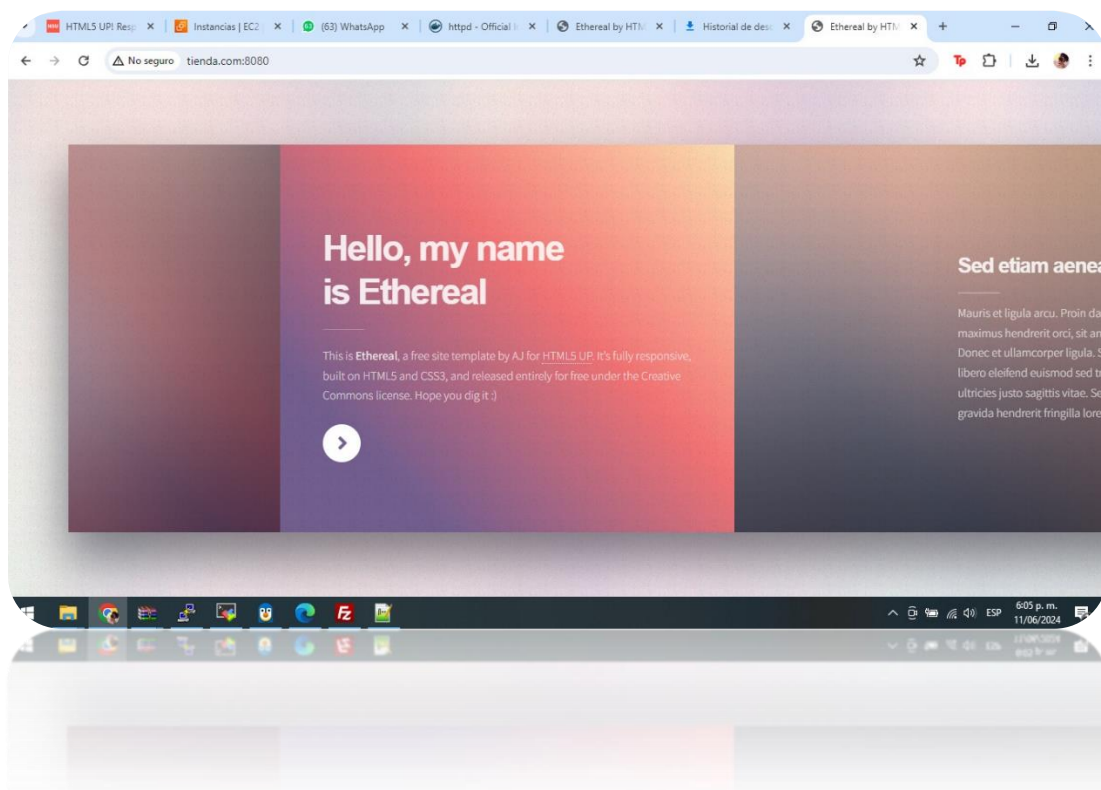 HTML5 UP! Resp
Instancias | EC2
(63) WhatsApp
httpd - Official I
Ethereal by HTM
Historial de desc
Ethereal by HTM
No seguro
tienda.com:8080
Hello, my name
is Ethereal
This is Ethereal, a free site template by AJ for HTML5 UP. It's fully responsive,
built on HTML5 and CSS3, and released entirely for free under the Creative
Commons license. Hope you dig it :)
Sed etiam aenea
Mauris et ligula arcu. Proin da
maximus hendrerit orci, sit an
Donec et ullamcorper ligula. S
libero eleifend euismod sed tr
ultricies justo sagittis vitae. Se
gravida hendrerit fringilla lore
ESP
6:05 p. m.
11/06/2024